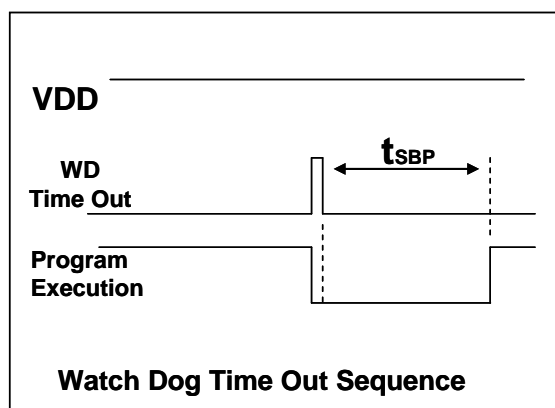 VDD
tSBP
WD
Time Out
Program
Execution
Watch Dog Time Out Sequence